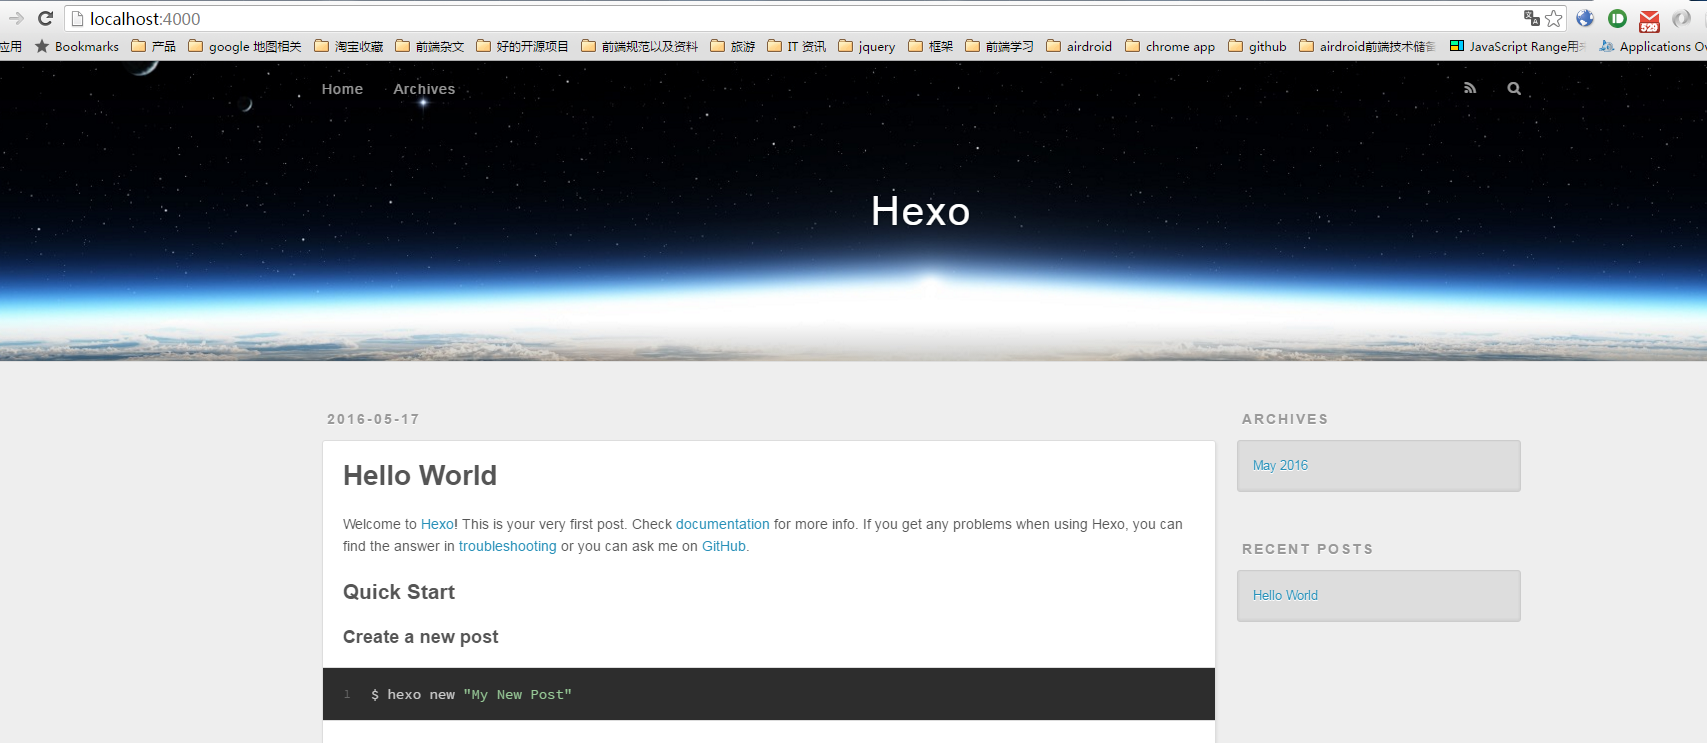 localhost:4000
应用 Bookmarks 产品 google 地图相关 淘宝收藏 前端杂文 好的开源项目 前端规范以及资料 旅游 IT 资讯 jquery 框架 前端学习 airdroid chrome app github airdroid前端技术储备 JavaScript Range用 Applications Ov
529
Home Archives
Hexo
2016-05-17
Hello World
Welcome to Hexo! This is your very first post. Check documentation for more info. If you get any problems when using Hexo, you can
find the answer in troubleshooting or you can ask me on GitHub.
Quick Start
Create a new post
1 $ hexo new "My New Post"
ARCHIVES
May 2016
RECENT POSTS
Hello World